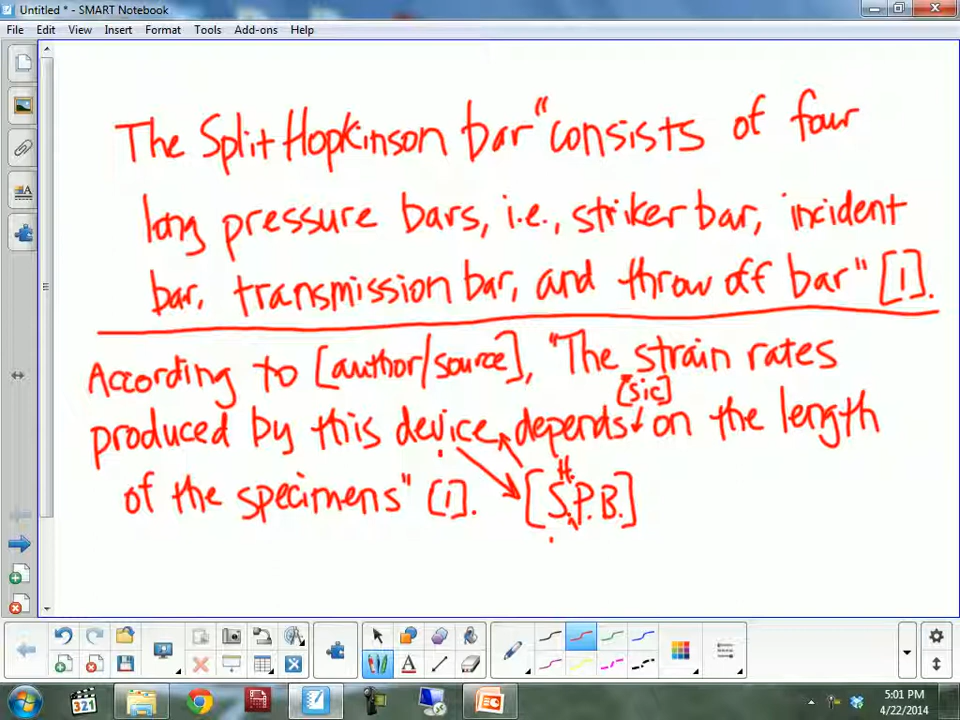 Untitled * - SMART Notebook
File Edit View Insert Format Tools Add-ons Help
The Split Hopkinson bar "consists of four
long pressure bars, i.e., striker bar, incident
bar, transmission bar, and throw off bar" [1].
According to [author/source], "The strain rates
[sic]
produced by this device depends on the length
of the specimens" [1].
H.
[S.P.B.]
321
5:01 PM
4/22/2014